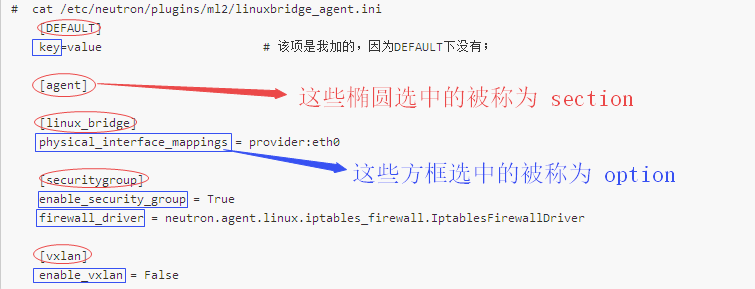 # cat /etc/neutron/plugins/ml2/linuxbridge_agent.ini
[DEFAULT]
key=value # 该项是我加的，因为DEFAULT下没有；
[agent]
这些椭圆选中的被称为 section
[linux_bridge]
physical_interface_mappings = provider:eth0
这些方框选中的被称为 option
[securitygroup]
enable_security_group = True
firewall_driver = neutron.agent.linux.iptables_firewall.IptablesFirewallDriver
[vxlan]
enable_vxlan = False